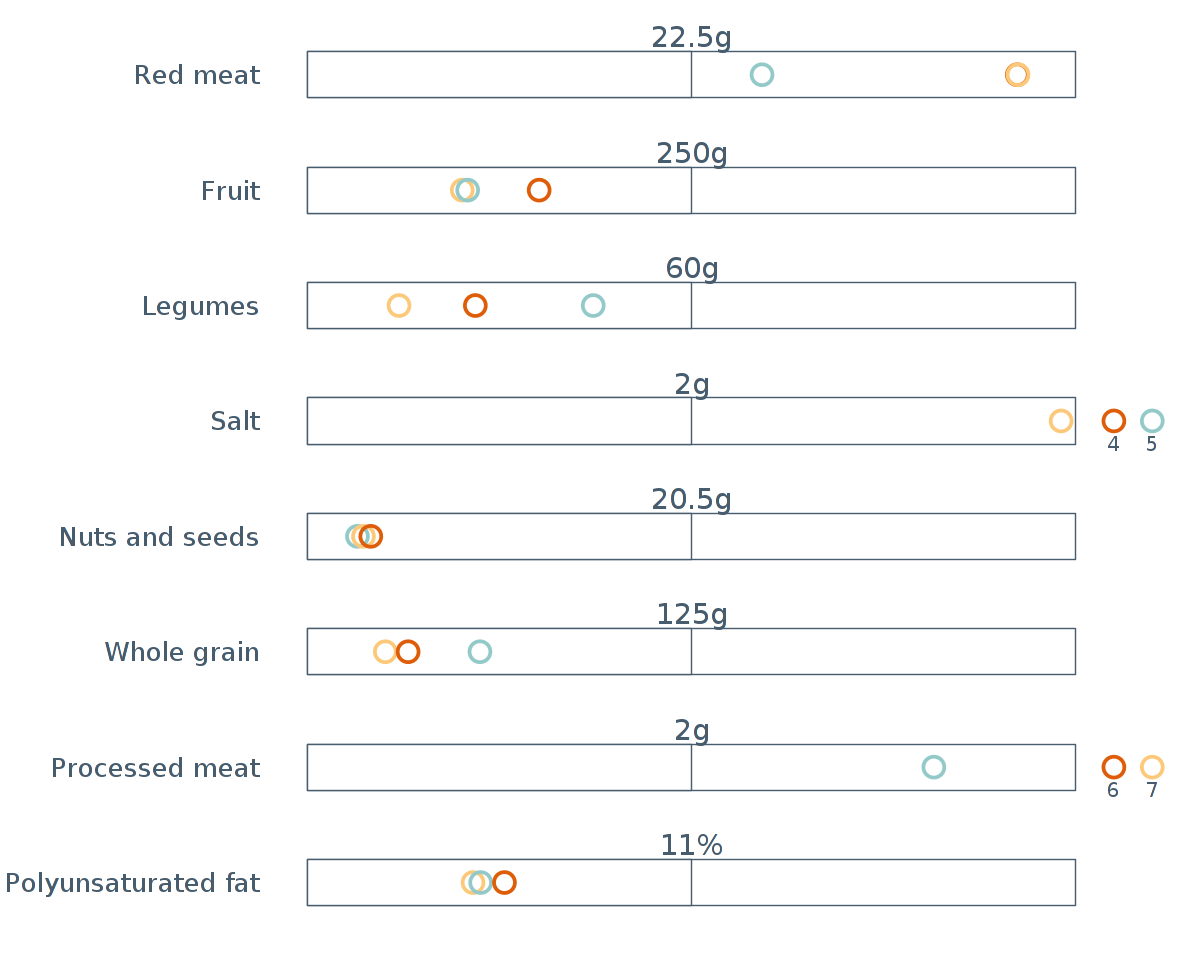 22.5g
Red meat
250g
Fruit
60g
Legumes
2g
Salt
4 5
20.5g
Nuts and seeds
125g
Whole grain
2g
Processed meat
6 7
11%
Polyunsaturated fat